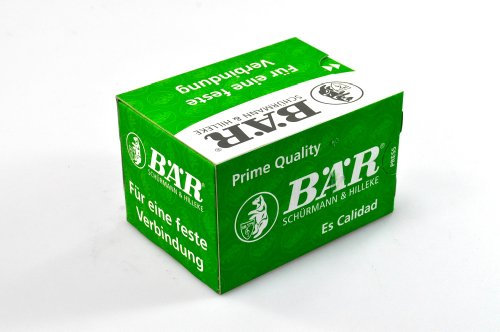 Für eine feste
Verbindung
BÄR
SCHÜRMANN & HILLEKE
BÄR
SCHÜRMANN & HILLEKE
Für eine feste
Verbindung
Prime Quality
BÄR
SCHÜRMANN & HILLEKE
Es Calidad